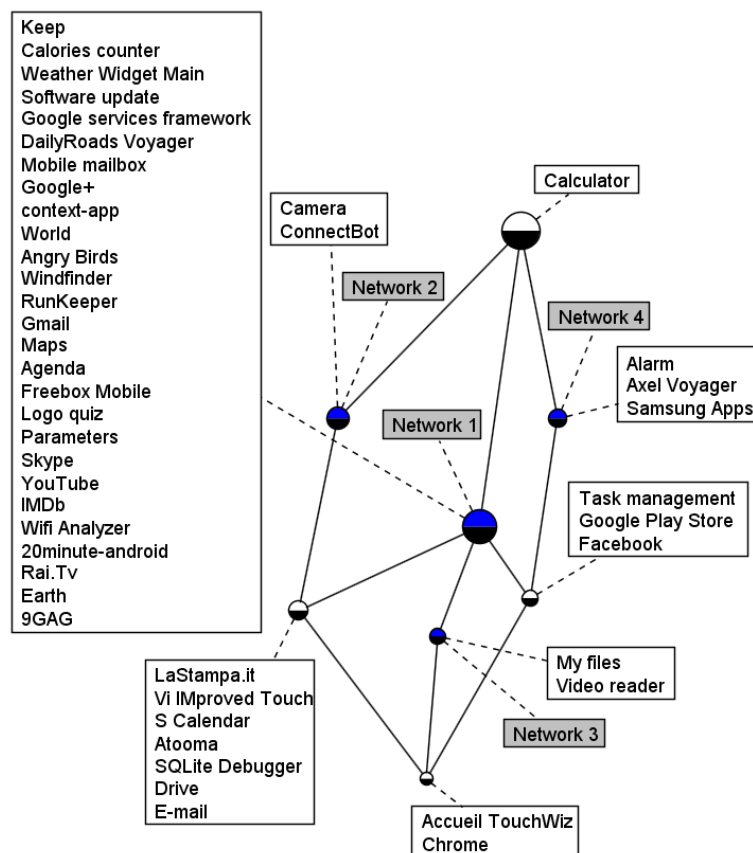 Keep
Calories counter
Weather Widget Main
Software update
Google services framework
DailyRoads Voyager
Mobile mailbox
Google+
context-app
World
Angry Birds
Windfinder
RunKeeper
Gmail
Maps
Agenda
Freebox Mobile
Logo quiz
Parameters
Skype
YouTube
IMDb
Wifi Analyzer
20minute-android
Rai.Tv
Earth
9GAG
Calculator
Camera
ConnectBot
Network 2
Network 4
Alarm
Axel Voyager
Samsung Apps
Network 1
Task management
Google Play Store
Facebook
My files
Video reader
Network 3
LaStampa.it
Vi IMproved Touch
S Calendar
Atooma
SQLite Debugger
Drive
E-mail
Accueil TouchWiz
Chrome